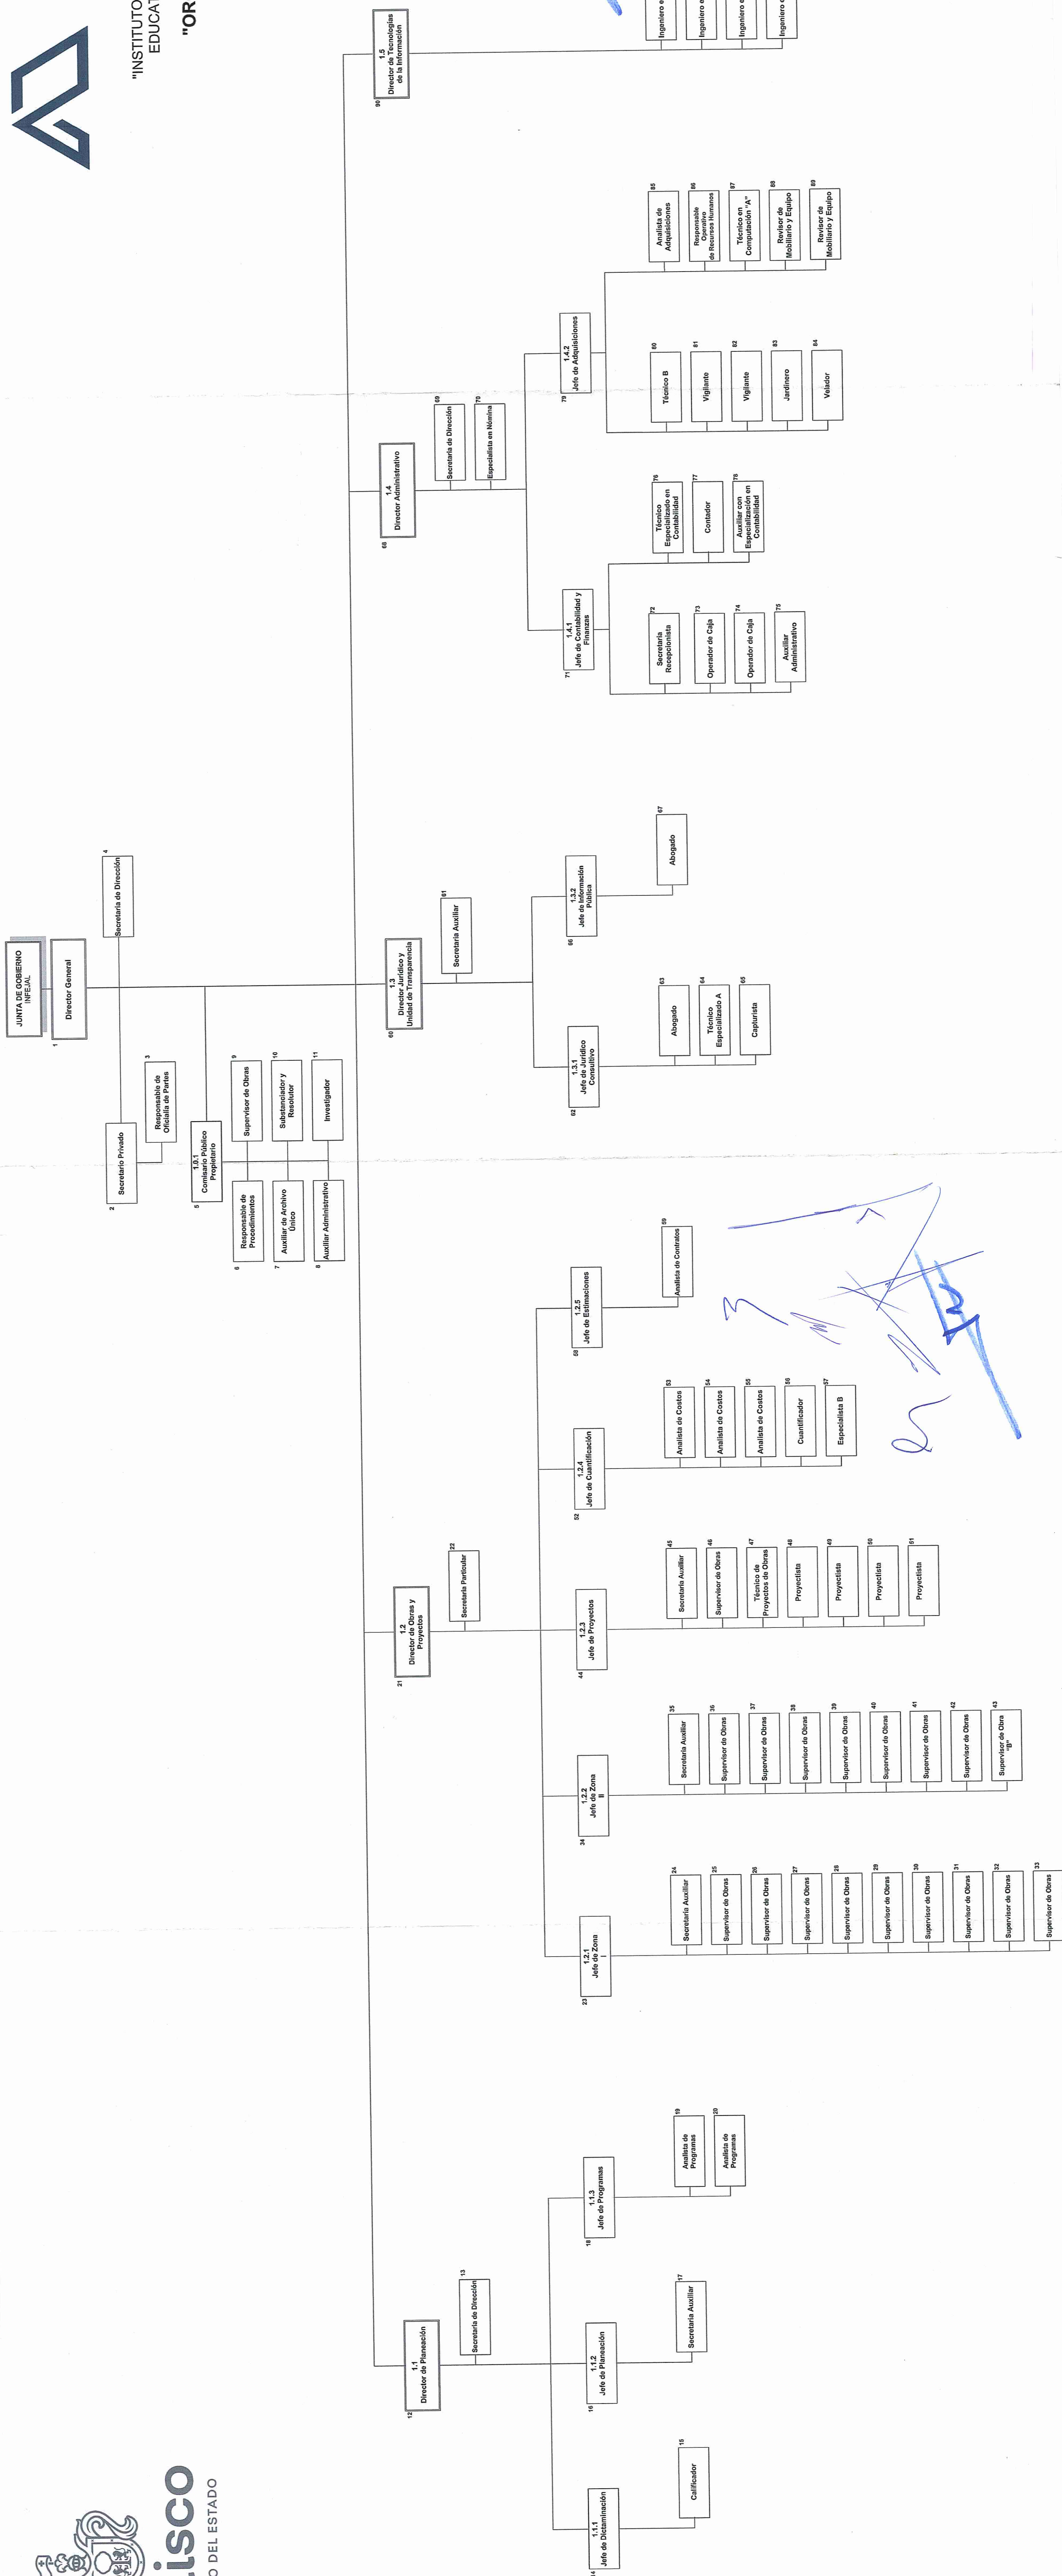 "INSTITUTO
EDUCAT
"OR
JUNTA DE GOBIERNO
INFEJAL
1
Director General
2
Secretario Privado
3
Responsable de
Oficialía de Partes
4
Secretaria de Dirección
5
1.0.1
Comisario Público
Propietario
6
Responsable de
Procedimientos
7
Auxiliar de Archivo
Único
8
Auxiliar Administrativo
9
Supervisor de Obras
10
Substanciador y
Resolutor
11
Investigador
12
1.1
Director de Planeación
13
Secretaria de Dirección
1.1.1
Jefe de Dictaminación
15
Calificador
16
1.1.2
Jefe de Planeación
17
Secretaria Auxiliar
18
1.1.3
Jefe de Programas
19
Analista de
Programas
20
Analista de
Programas
21
1.2
Director de Obras y
Proyectos
22
Secretaria Particular
23
1.2.1
Jefe de Zona
I
24
Secretaria Auxiliar
25
Supervisor de Obras
26
Supervisor de Obras
27
Supervisor de Obras
28
Supervisor de Obras
29
Supervisor de Obras
30
Supervisor de Obras
31
Supervisor de Obras
32
Supervisor de Obras
33
Supervisor de Obras
34
1.2.2
Jefe de Zona
II
35
Secretaria Auxiliar
36
Supervisor de Obras
37
Supervisor de Obras
38
Supervisor de Obras
39
Supervisor de Obras
40
Supervisor de Obras
41
Supervisor de Obras
42
Supervisor de Obras
43
Supervisor de Obra
"B"
44
1.2.3
Jefe de Proyectos
45
Secretaria Auxiliar
46
Supervisor de Obras
47
Técnico de
Proyectos de Obras
48
Proyectista
49
Proyectista
50
Proyectista
51
Proyectista
52
1.2.4
Jefe de Cuantificación
53
Analista de Costos
54
Analista de Costos
55
Analista de Costos
56
Cuantificador
57
Especialista B
58
1.2.5
Jefe de Estimaciones
59
Analista de Contratos
60
1.3
Director Jurídico y
Unidad de Transparencia
61
Secretaria Auxiliar
62
1.3.1
Jefe de Jurídico
Consultivo
63
Abogado
64
Técnico
Especializado A
65
Capturista
66
1.3.2
Jefe de Información
Pública
67
Abogado
68
1.4
Director Administrativo
69
Secretaria de Dirección
70
Especialista en Nómina
71
1.4.1
Jefe de Contabilidad y
Finanzas
72
Secretaria
Recepcionista
73
Operador de Caja
74
Operador de Caja
75
Auxiliar
Administrativo
76
Técnico
Especializado en
Contabilidad
77
Contador
78
Auxiliar con
Especialización en
Contabilidad
79
1.4.2
Jefe de Adquisiciones
80
Técnico B
81
Vigilante
82
Vigilante
83
Jardinero
84
Velador
85
Analista de
Adquisiciones
86
Responsable
Operativo
de Recursos Humanos
87
Técnico en
Computación "A"
88
Revisor de
Mobiliario y Equipo
89
Revisor de
Mobiliario y Equipo
90
1.5
Director de Tecnologías
de la Información
Ingeniero e
Ingeniero e
Ingeniero e
Ingeniero e
lisco
O DEL ESTADO